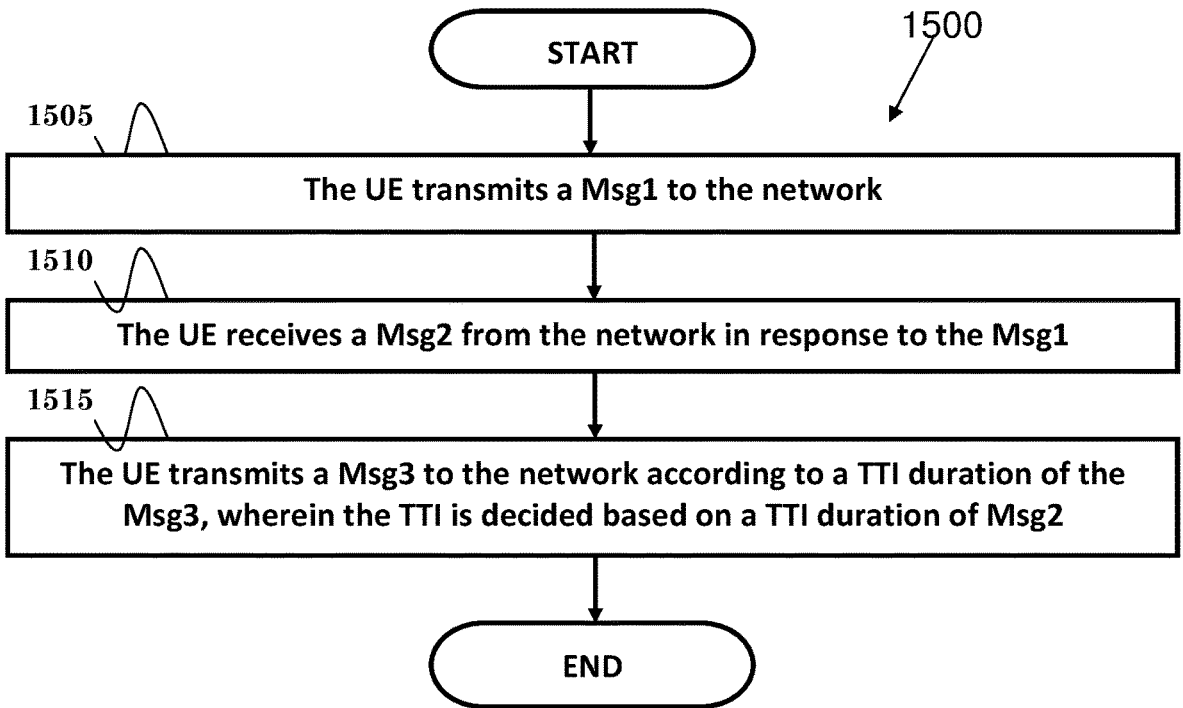 START
1500
1505
The UE transmits a Msg1 to the network
1510
The UE receives a Msg2 from the network in response to the Msg1
1515
The UE transmits a Msg3 to the network according to a TTI duration of the
Msg3, wherein the TTI is decided based on a TTI duration of Msg2
END